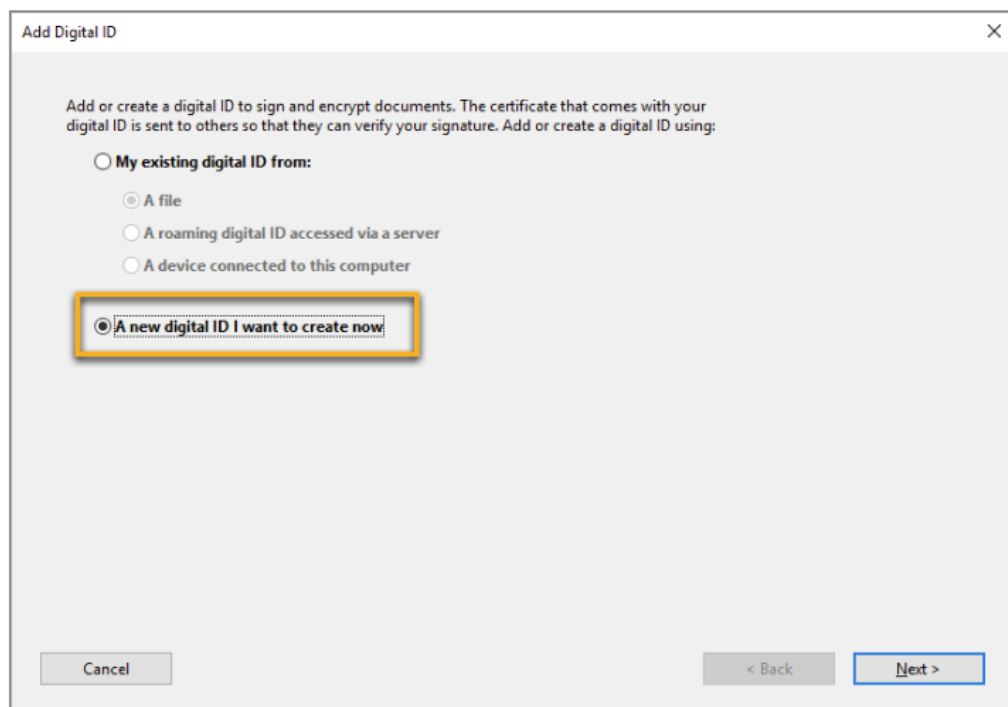 Add Digital ID
Add or create a digital ID to sign and encrypt documents. The certificate that comes with your
digital ID is sent to others so that they can verify your signature. Add or create a digital ID using:
My existing digital ID from:
A file
A roaming digital ID accessed via a server
A device connected to this computer
A new digital ID I want to create now
Cancel
< Back
Next >